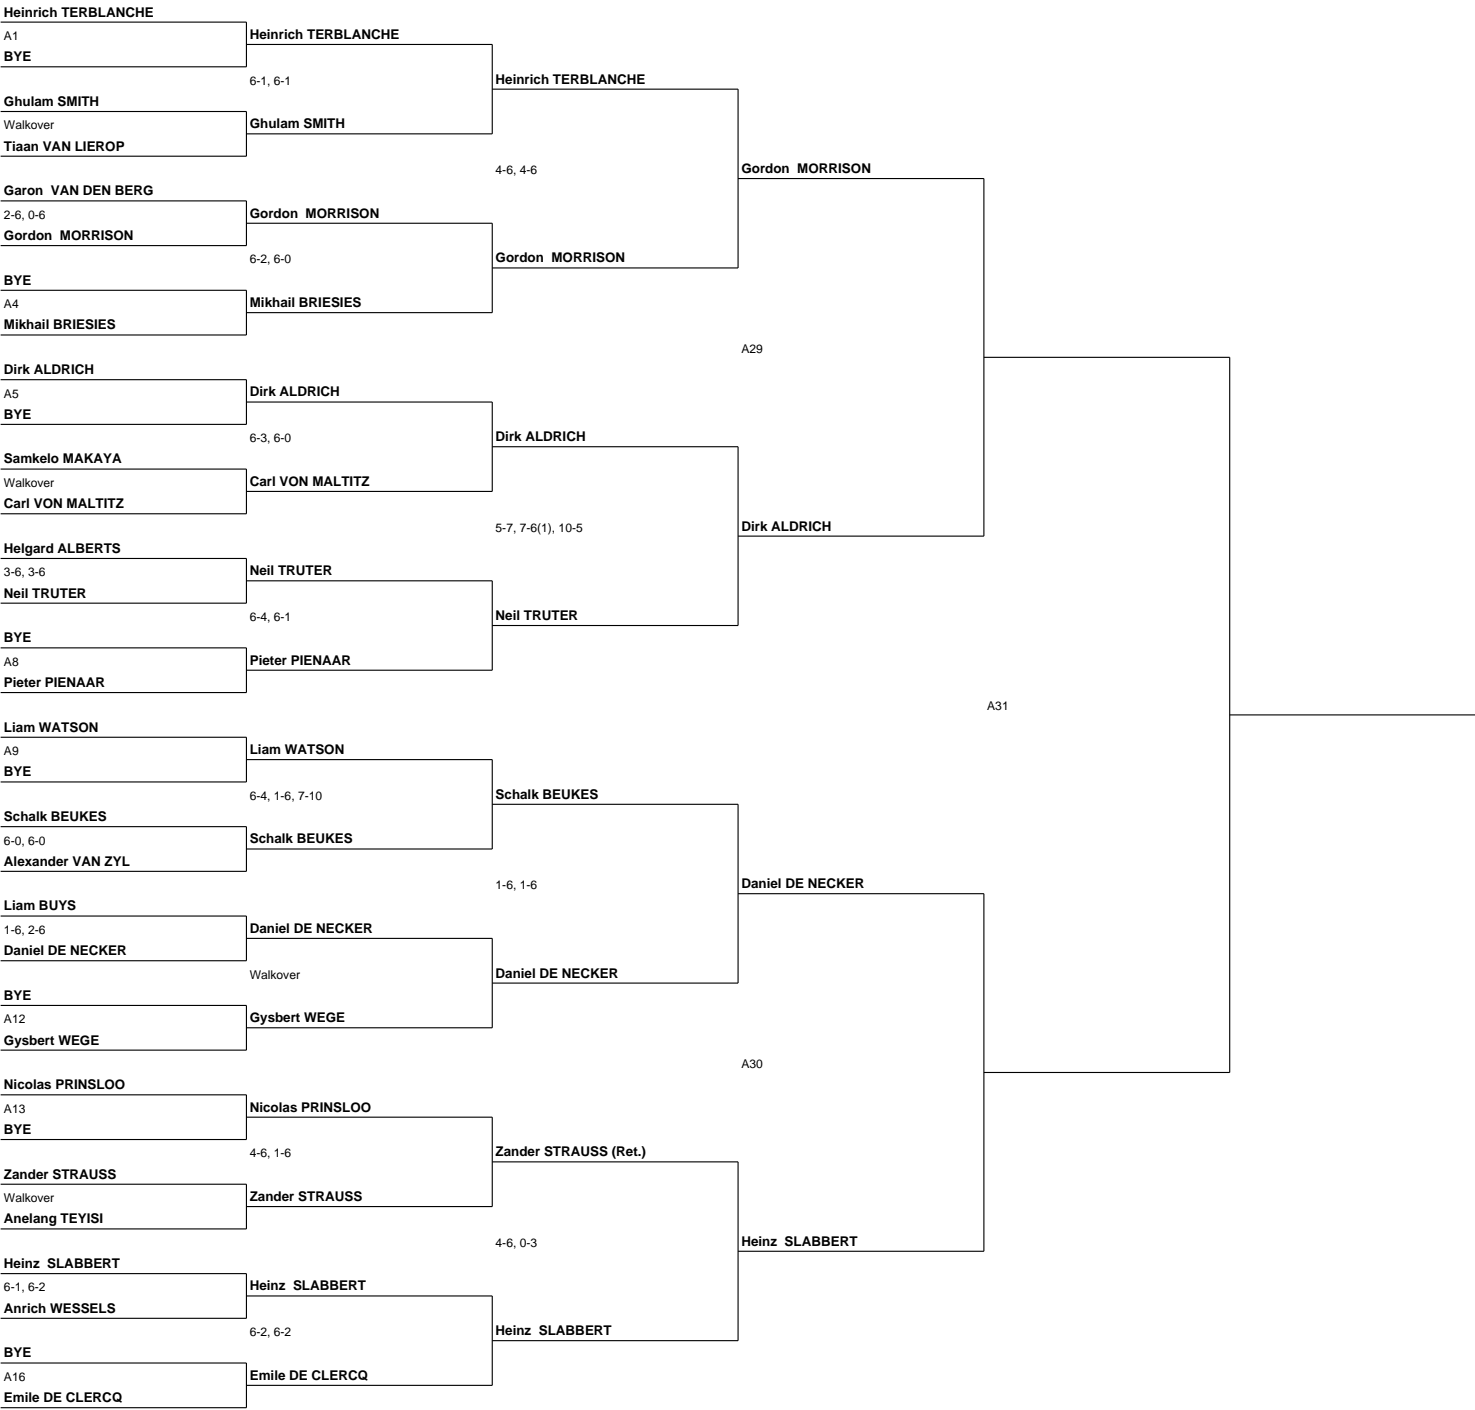 Heinrich TERBLANCHE
A1
BYE
Ghulam SMITH
Walkover
Tiaan VAN LIEROP
Garon  VAN DEN BERG
2-6, 0-6
Gordon  MORRISON
BYE
A4
Mikhail BRIESIES
Dirk ALDRICH
A5
BYE
Samkelo MAKAYA
Walkover
Carl VON MALTITZ
Helgard ALBERTS
3-6, 3-6
Neil TRUTER
BYE
A8
Pieter PIENAAR
Liam WATSON
A9
BYE
Schalk BEUKES
6-0, 6-0
Alexander VAN ZYL
Liam BUYS
1-6, 2-6
Daniel DE NECKER
BYE
A12
Gysbert WEGE
Nicolas PRINSLOO
A13
BYE
Zander STRAUSS
Walkover
Anelang TEYISI
Heinz  SLABBERT
6-1, 6-2
Anrich WESSELS
BYE
A16
Emile DE CLERCQ
Heinrich TERBLANCHE
6-1, 6-1
Ghulam SMITH
Gordon  MORRISON
6-2, 6-0
Mikhail BRIESIES
Dirk ALDRICH
6-3, 6-0
Carl VON MALTITZ
Neil TRUTER
6-4, 6-1
Pieter PIENAAR
Liam WATSON
6-4, 1-6, 7-10
Schalk BEUKES
Daniel DE NECKER
Walkover
Gysbert WEGE
Nicolas PRINSLOO
4-6, 1-6
Zander STRAUSS
Heinz  SLABBERT
6-2, 6-2
Emile DE CLERCQ
Heinrich TERBLANCHE
4-6, 4-6
Gordon  MORRISON
Dirk ALDRICH
5-7, 7-6(1), 10-5
Neil TRUTER
Schalk BEUKES
1-6, 1-6
Daniel DE NECKER
Zander STRAUSS (Ret.)
4-6, 0-3
Heinz  SLABBERT
Gordon  MORRISON
A29
Dirk ALDRICH
Daniel DE NECKER
A30
Heinz  SLABBERT
A31